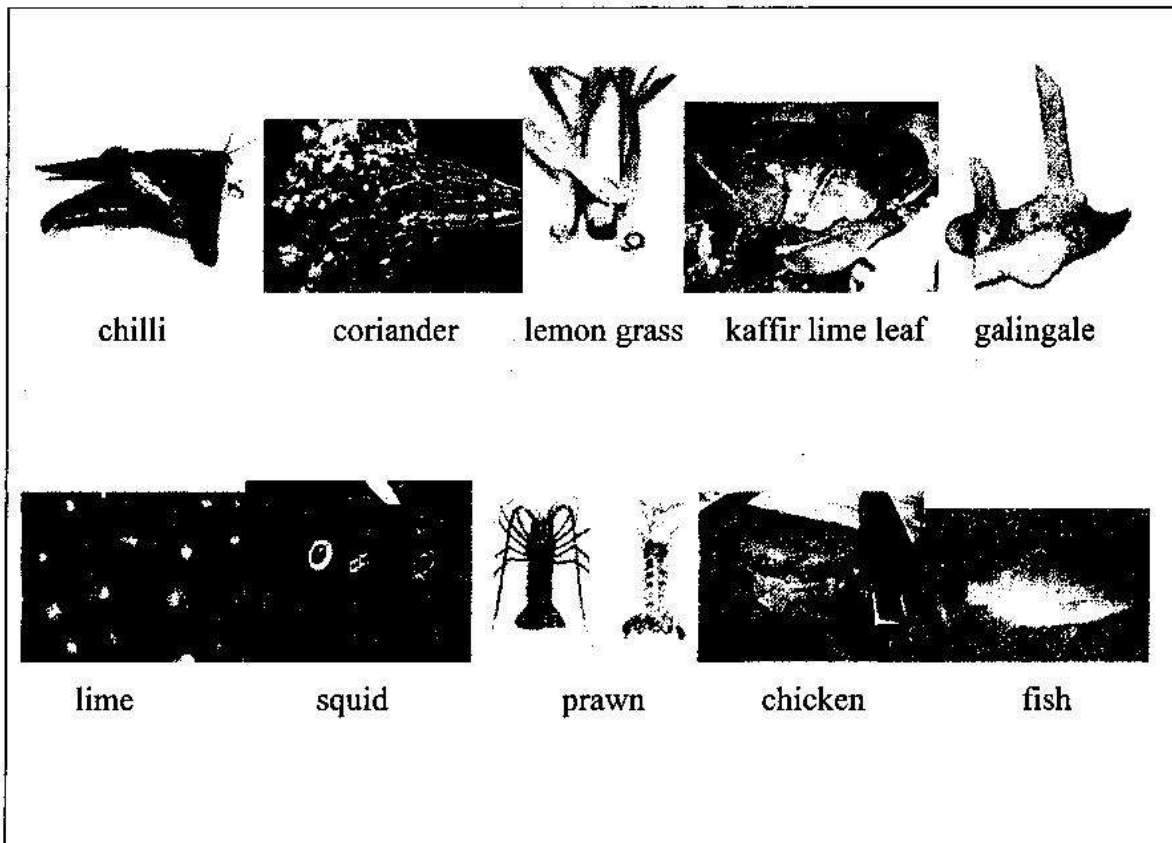 chilli coriander lemon grass kaffir lime leaf galingale
lime squid prawn chicken fish